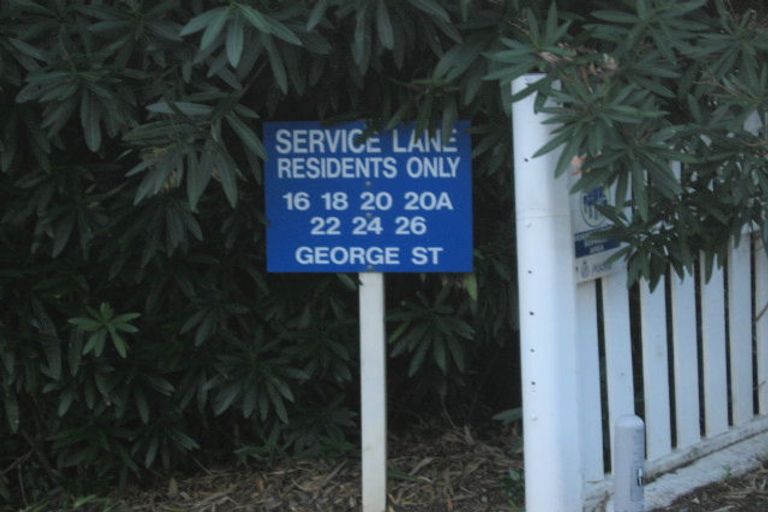 SERVICE LANE
RESIDENTS ONLY
16 18 20 20A
22 24 26
GEORGE ST